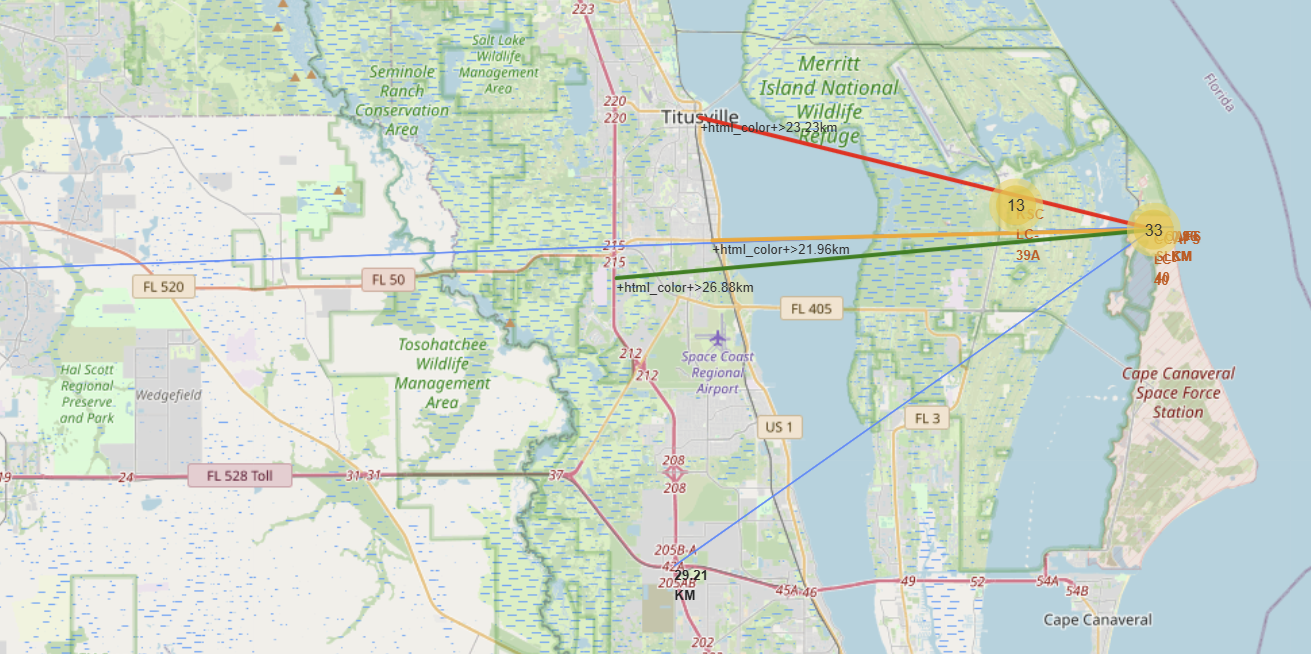 223
Salt Lake
Wildlife
Management
Area
Seminole
Ranch
Conservation
Area
Merritt
Island National
Wildlife
Refuge
Florida
220
220
Titusville
+html_color+>23.23km
13
KSC
LC-
39A
33
KM
40
40
215
215
+html_color+>21.96km
+html_color+>26.88km
FL 50
FL 520
FL 405
Space Coast
Regional
Airport
212
212
Tosohatchee
Wildlife
Management
Area
Hal Scott
Regional
Preserve
and Park
Wedgefield
Cape Canaveral
Space Force
Station
US 1
FL 3
208
208
19
24
FL 528 Toll
31
31
37
205B-A
42
205AB
29.21
KM
45A
46
49
52
54A
54B
Cape Canaveral
202